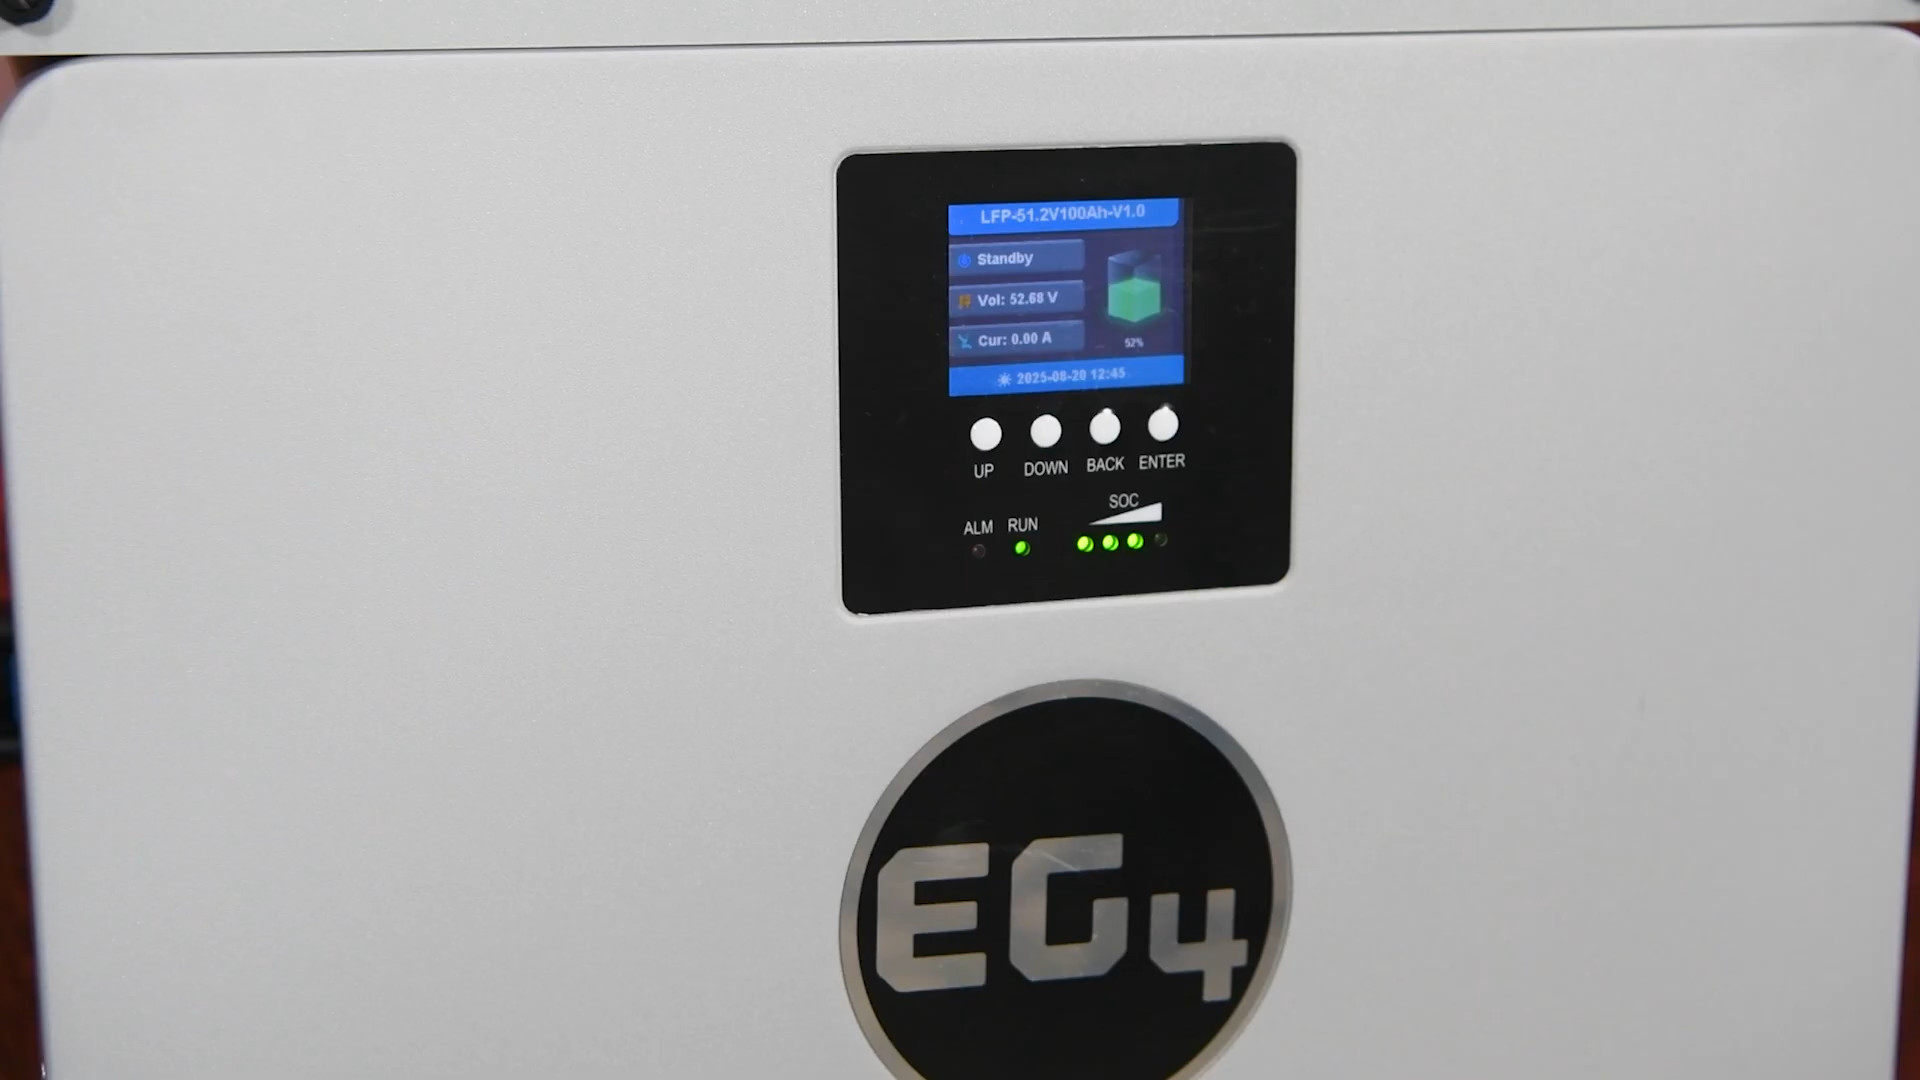 LFP-51.2V100Ah-V1.0
Standby
Vol: 52.68 V
Cur: 0.00 A
52%
2025-08-20 12:45
UP DOWN BACK ENTER
SOC
ALM RUN
EG4